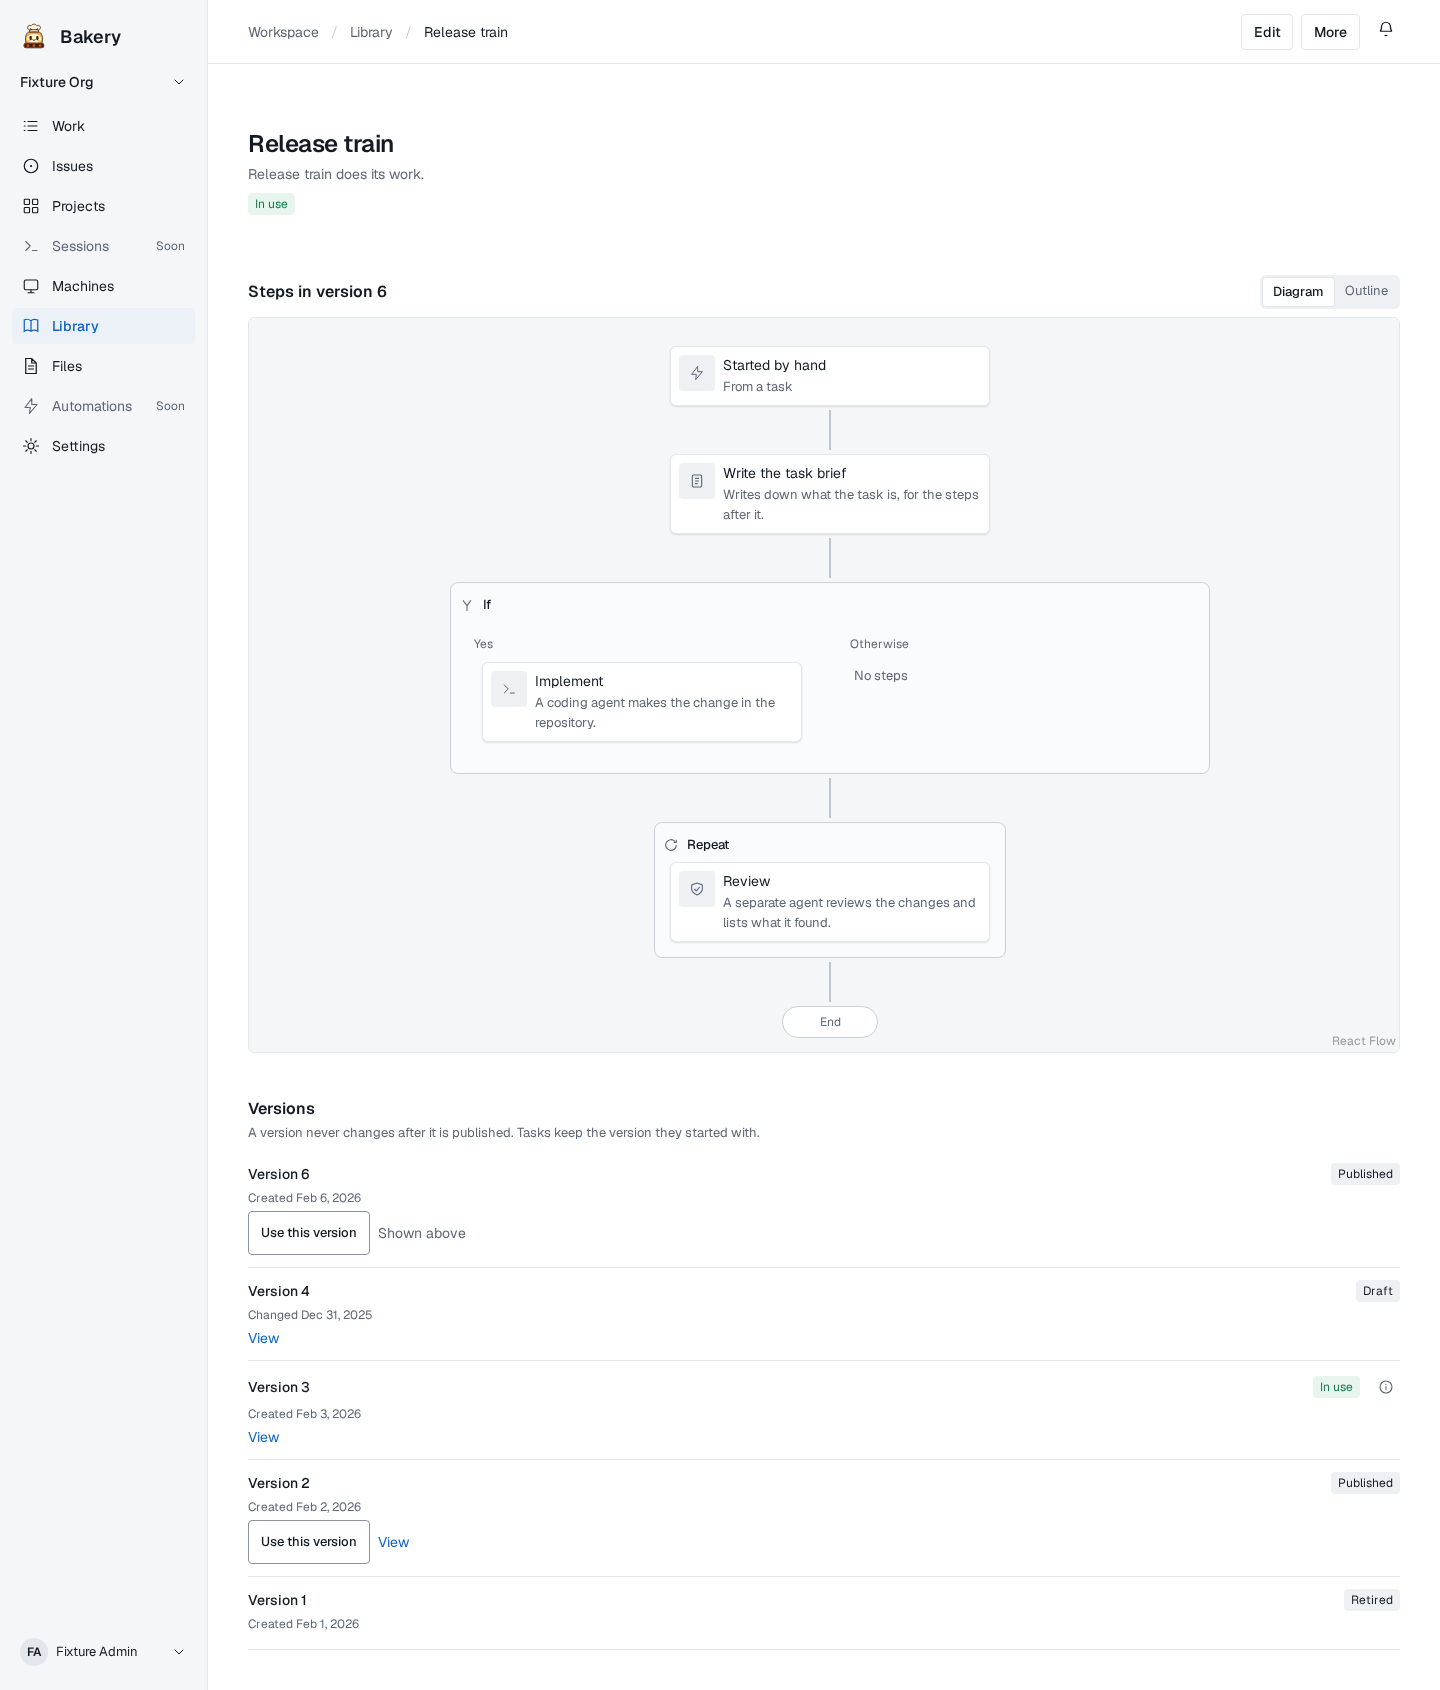 Bakery
Fixture Org
Work
Issues
Projects
Sessions Soon
Machines
Library
Files
Automations Soon
Settings
FA Fixture Admin
Workspace / Library / Release train
Edit More
Release train
Release train does its work.
In use
Steps in version 6
Diagram Outline
Started by hand
From a task
Write the task brief
Writes down what the task is, for the steps
after it.
If
Yes
Otherwise
Implement
A coding agent makes the change in the
repository.
No steps
Repeat
Review
A separate agent reviews the changes and
lists what it found.
End
React Flow
Versions
A version never changes after it is published. Tasks keep the version they started with.
Version 6 Published
Created Feb 6, 2026
Use this version Shown above
Version 4 Draft
Changed Dec 31, 2025
View
Version 3 In use
Created Feb 3, 2026
View
Version 2 Published
Created Feb 2, 2026
Use this version View
Version 1 Retired
Created Feb 1, 2026